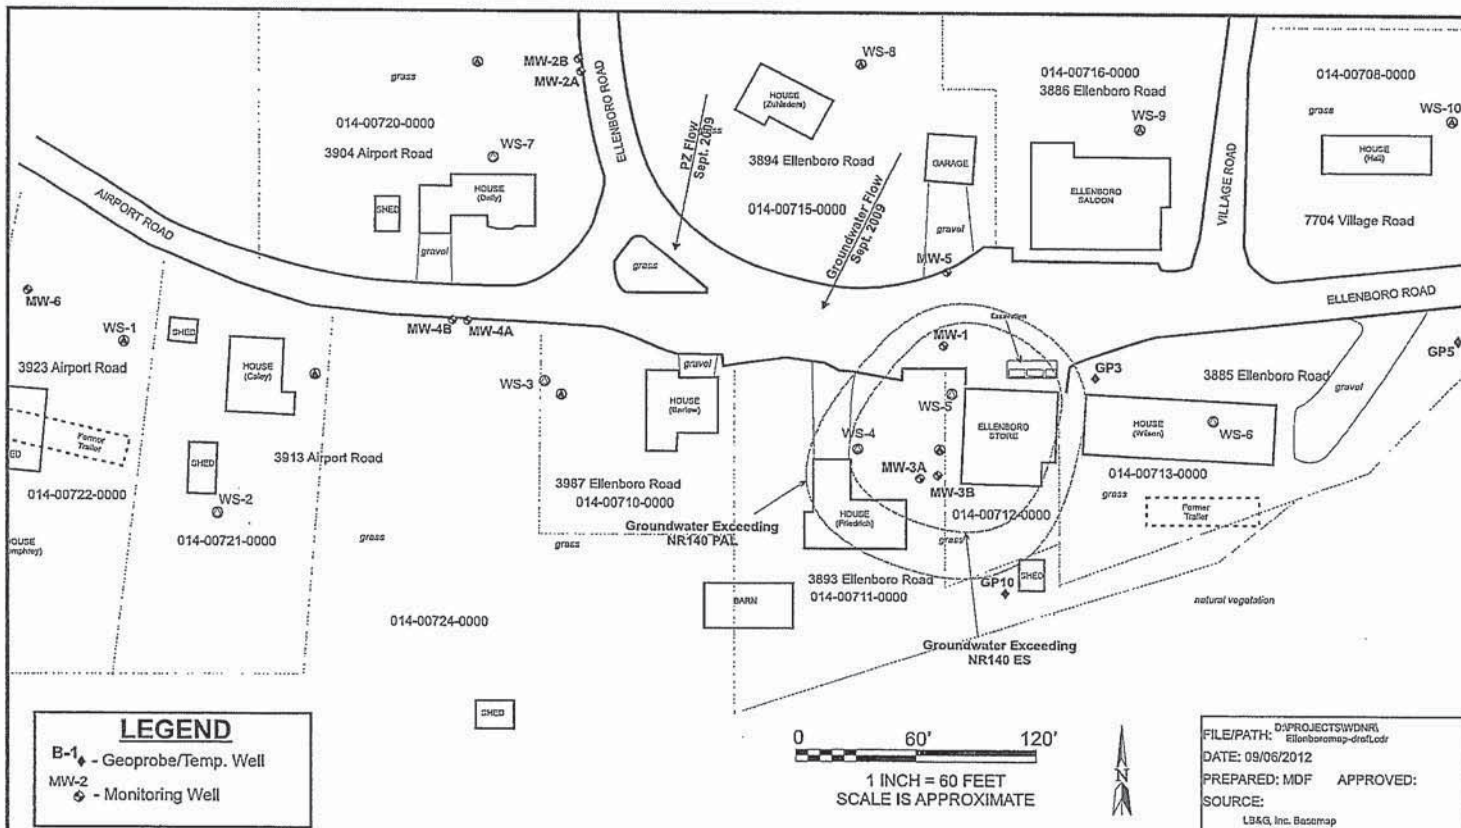 grass
MW-2B
MW-2A
ELLENBORO ROAD
WS-8
HOUSE
014-00716-0000
3886 Ellenboro Road
WS-9
014-00708-0000
grass
WS-10
HOUSE
(Hall)
014-00720-0000
3904 Airport Road
WS-7
HOUSE
(Daily)
SHED
gravel
PZ Flow
Sept. 2009
3894 Ellenboro Road
014-00715-0000
GARAGE
gravel
ELLENBORO
SALOON
VILLAGE ROAD
7704 Village Road
AIRPORT ROAD
grass
Groundwater Flow
Sept. 2009
MW-5
ELLENBORO ROAD
MW-6
WS-1
SHED
MW-4B
MW-4A
MW-1
Excavation
GP5
3923 Airport Road
HOUSE
(Caley)
WS-3
gravel
HOUSE
(Barlow)
WS-5
GP3
3885 Ellenboro Road
gravel
Former
Trailer
SHED
3913 Airport Road
WS-4
ELLENBORO
STORE
HOUSE
(Wilson)
WS-6
014-00722-0000
WS-2
3987 Ellenboro Road
014-00710-0000
MW-3A
MW-3B
014-00713-0000
grass
Former
Trailer
014-00721-0000
grass
grass
Groundwater Exceeding
NR140 PAL
HOUSE
(Friedrich)
014-00712-0000
grass
3893 Ellenboro Road
014-00711-0000
GP10
SHED
natural vegetation
BARN
014-00724-0000
Groundwater Exceeding
NR140 ES
SHED
LEGEND
B-1 - Geoprobe/Temp. Well
MW-2 - Monitoring Well
0 60' 120'
1 INCH = 60 FEET
SCALE IS APPROXIMATE
N
FILE/PATH: D:\PROJECTS\WDNR\
Ellenboromap-draft.cdr
DATE: 09/06/2012
PREPARED: MDF APPROVED:
SOURCE:
LB&G, Inc. Basemap